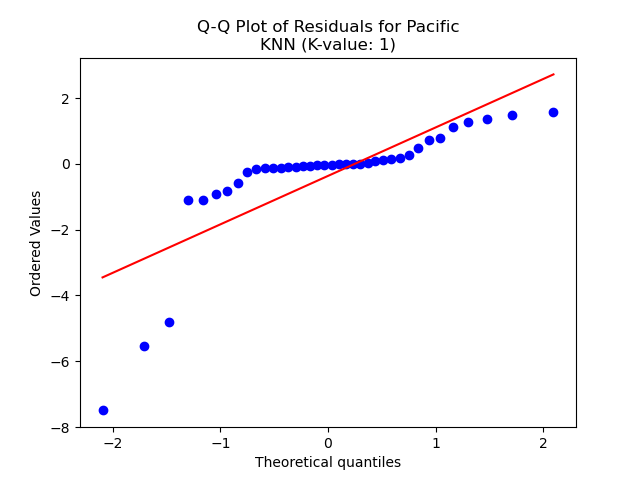 Q-Q Plot of Residuals for Pacific
KNN (K-value: 1)
Ordered Values
2
0
−2
−4
−6
−8
−2
−1
0
1
2
Theoretical quantiles